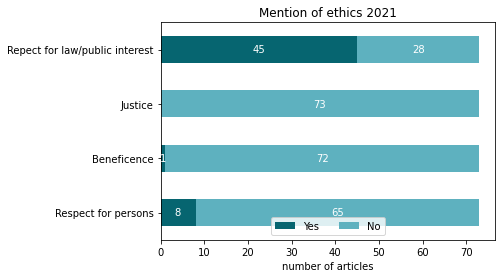 Mention of ethics 2021
Repect for law/public interest
45
28
Justice
73
Beneficence
1
72
Respect for persons
8
65
Yes
No
0
10
20
30
40
50
60
70
number of articles